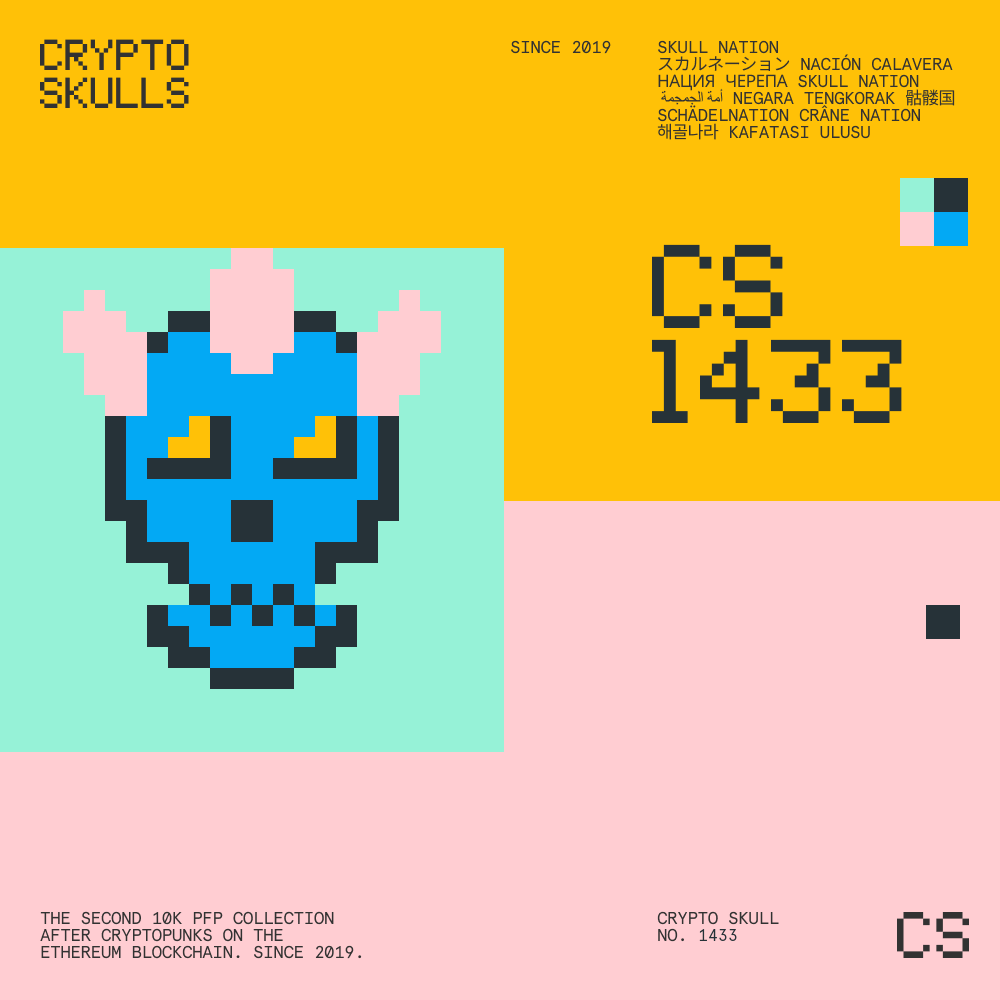 CRYPTO
SKULLS
SINCE 2019
SKULL NATION
スカルネーション NACIÓN CALAVERA
НАЦИЯ ЧЕРЕПА SKULL NATION
أمة الجمجمة NEGARA TENGKORAK 骷髅国
SCHÄDELNATION CRÂNE NATION
해골나라 KAFATASI ULUSU
CS
1433
THE SECOND 10K PFP COLLECTION
AFTER CRYPTOPUNKS ON THE
ETHEREUM BLOCKCHAIN. SINCE 2019.
CRYPTO SKULL
NO. 1433
CS